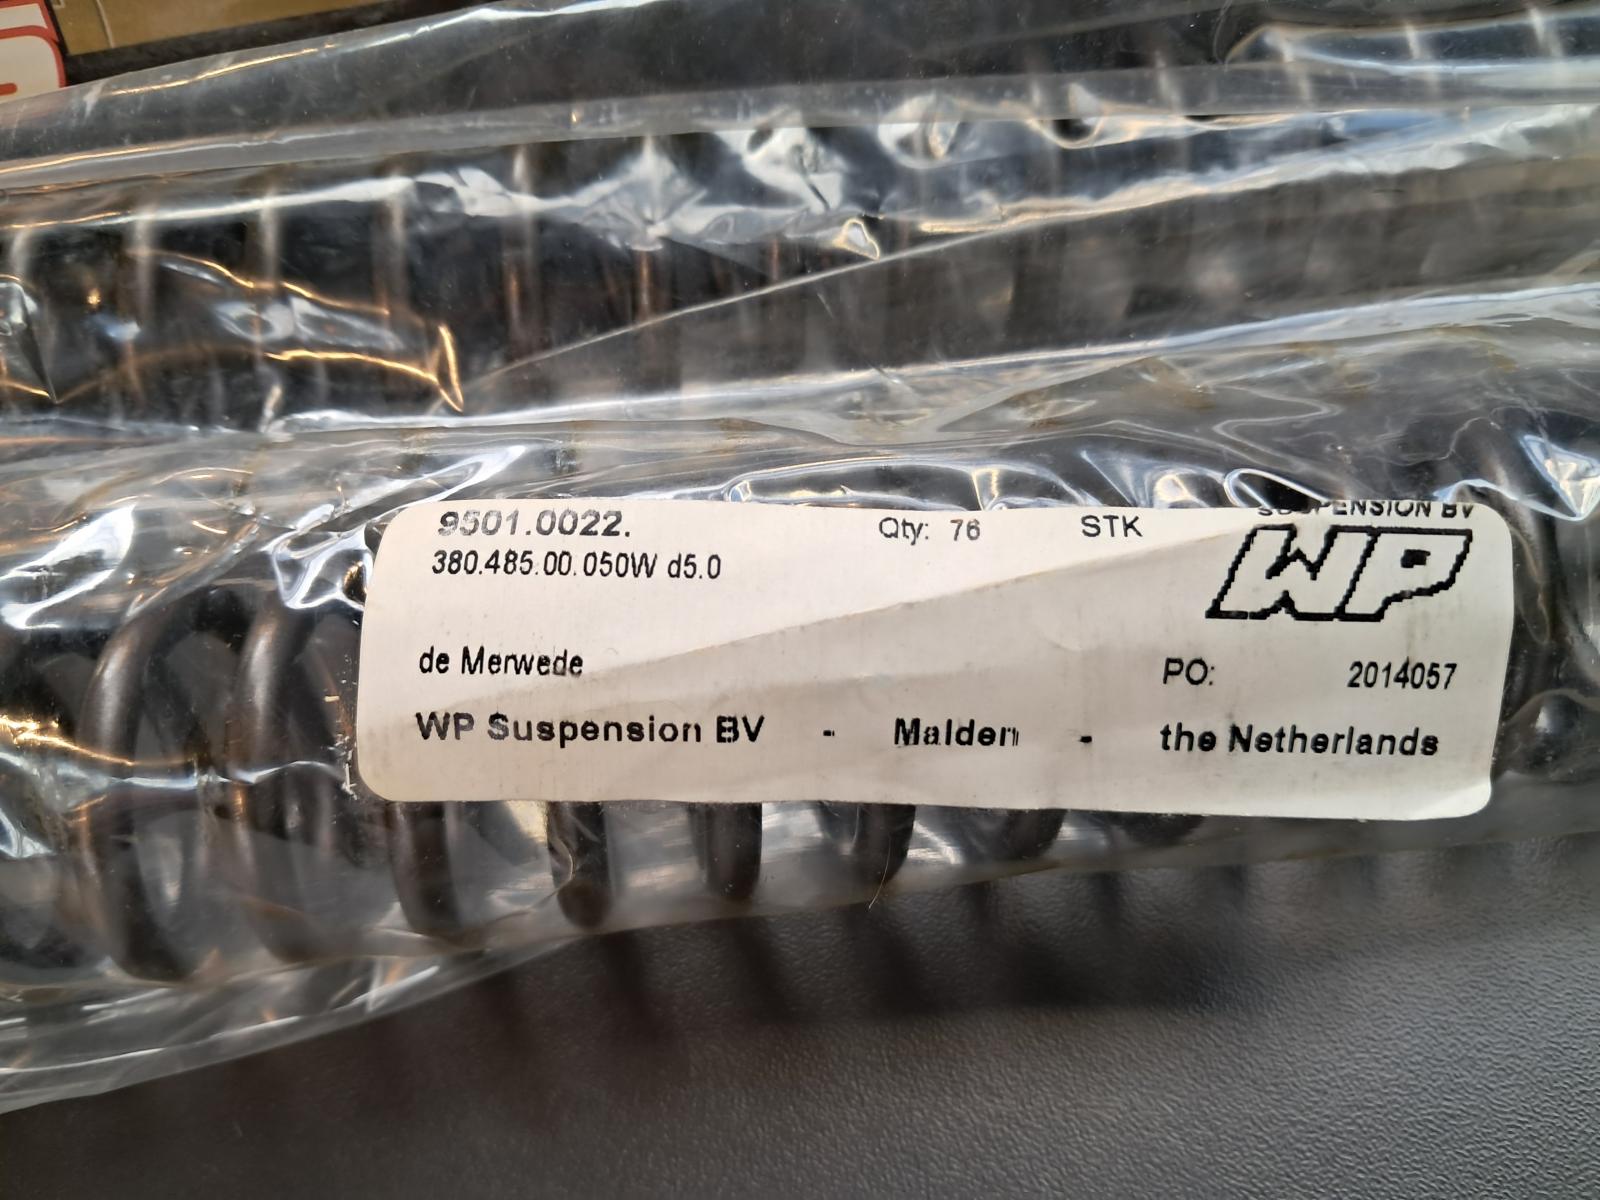 9501.0022. Qty: 76 STK
SUSPENSION BV
380.485.00.050W d5.0
WP
de Merwede
PO: 2014057
WP Suspension BV - Malden - the Netherlands